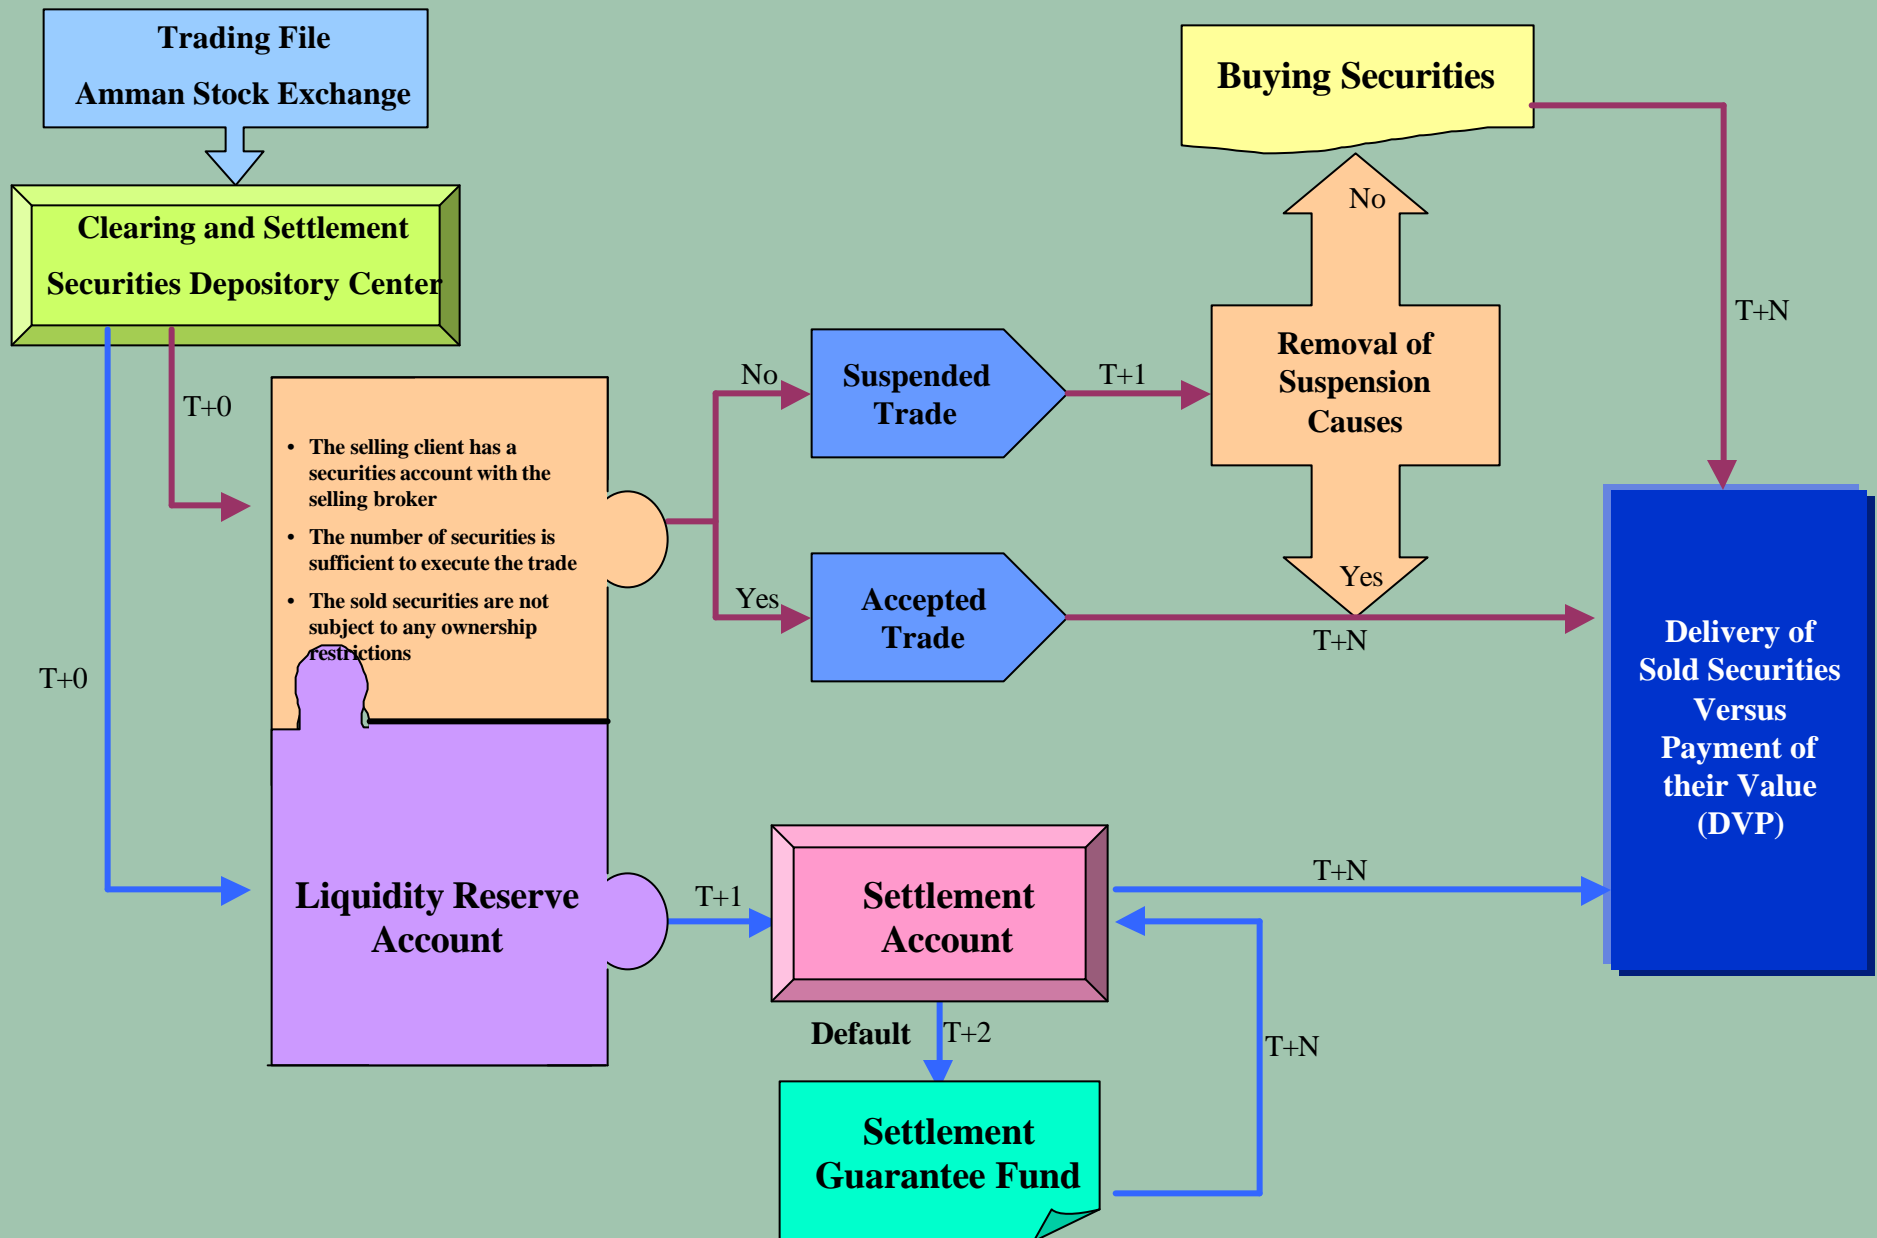 Trading File
Amman Stock Exchange
Clearing and Settlement
Securities Depository Center
T+0
T+0
• The selling client has a
securities account with the
selling broker
• The number of securities is
sufficient to execute the trade
• The sold securities are not
subject to any ownership
restrictions
No
Suspended
Trade
T+1
Yes
Accepted
Trade
T+N
Buying Securities
No
Removal of
Suspension
Causes
Yes
T+N
Liquidity Reserve
Account
T+1
Settlement
Account
T+N
Default
T+2
Settlement
Guarantee Fund
T+N
Delivery of
Sold Securities
Versus
Payment of
their Value
(DVP)